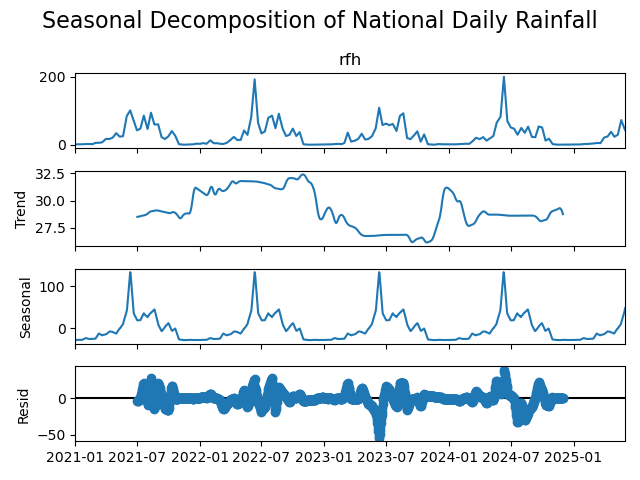 Seasonal Decomposition of National Daily Rainfall
rfh
200
0
32.5
30.0
27.5
Trend
100
0
Seasonal
0
−50
Resid
2021-01 2021-07 2022-01 2022-07 2023-01 2023-07 2024-01 2024-07 2025-01